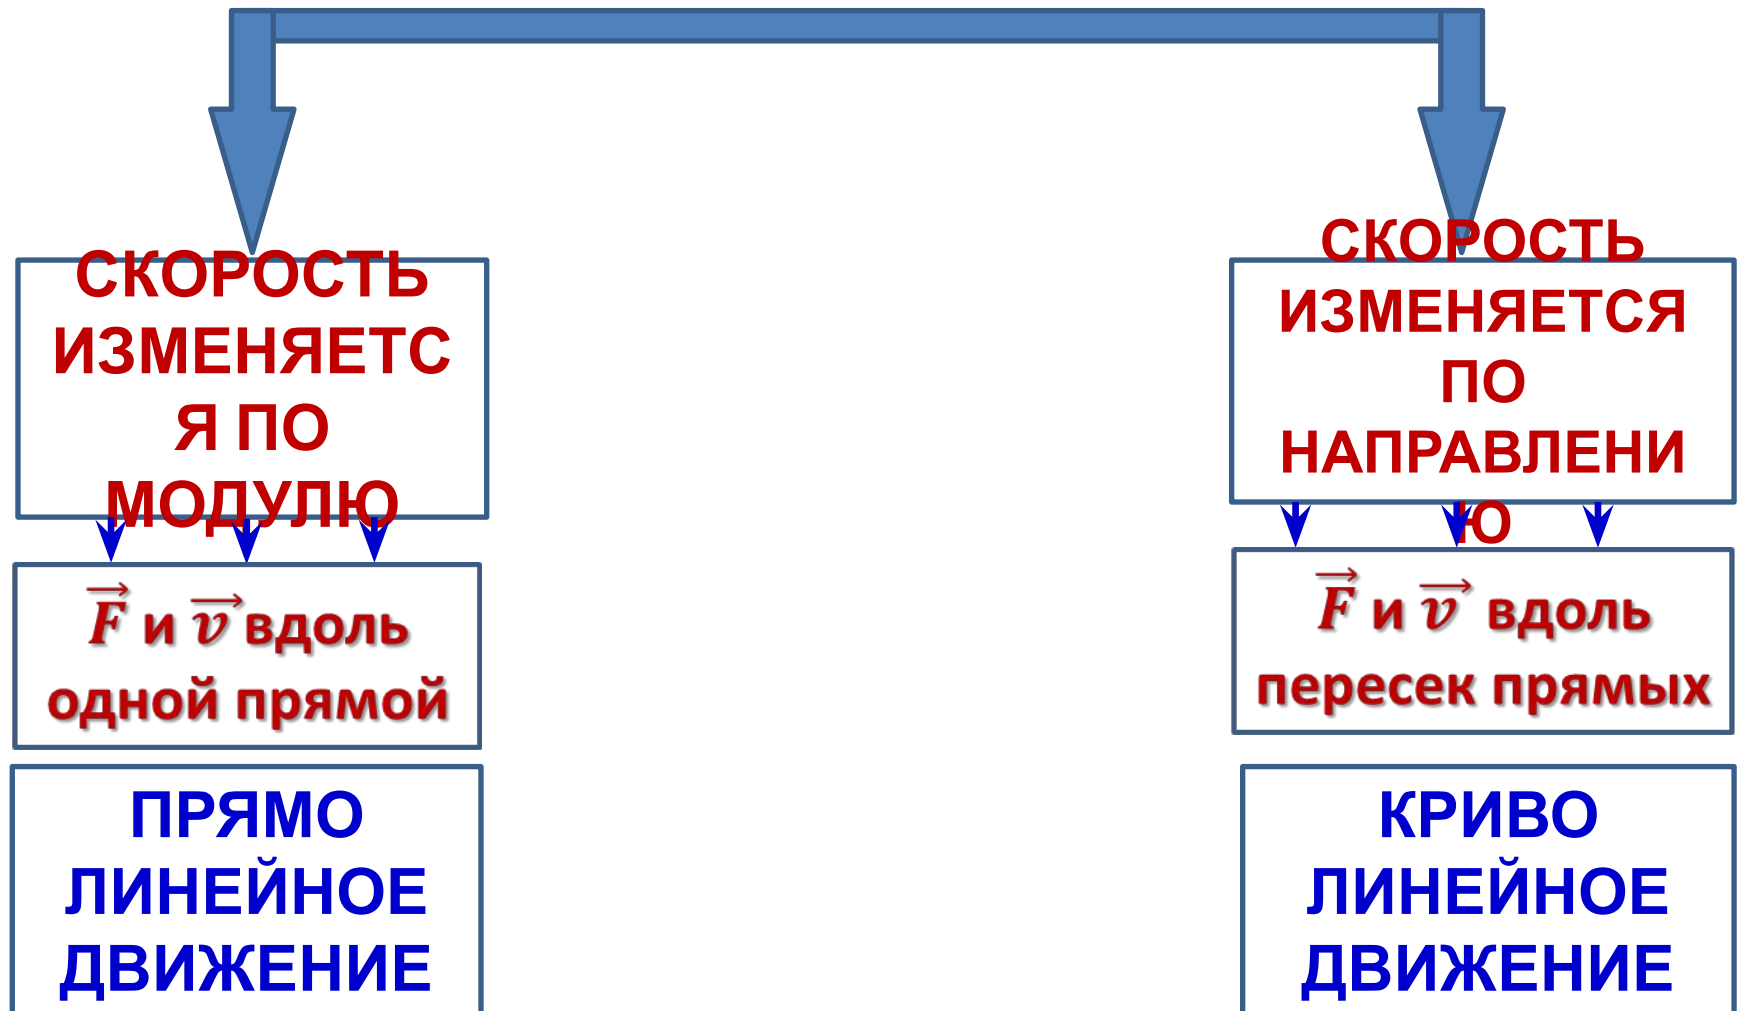 СКОРОСТЬ
ИЗМЕНЯЕТС
Я ПО
МОДУЛЮ
F и v вдоль
одной прямой
ПРЯМО
ЛИНЕЙНОЕ
ДВИЖЕНИЕ
СКОРОСТЬ
ИЗМЕНЯЕТСЯ
ПО
НАПРАВЛЕНИ
Ю
F и v вдоль
пересек прямых
КРИВО
ЛИНЕЙНОЕ
ДВИЖЕНИЕ